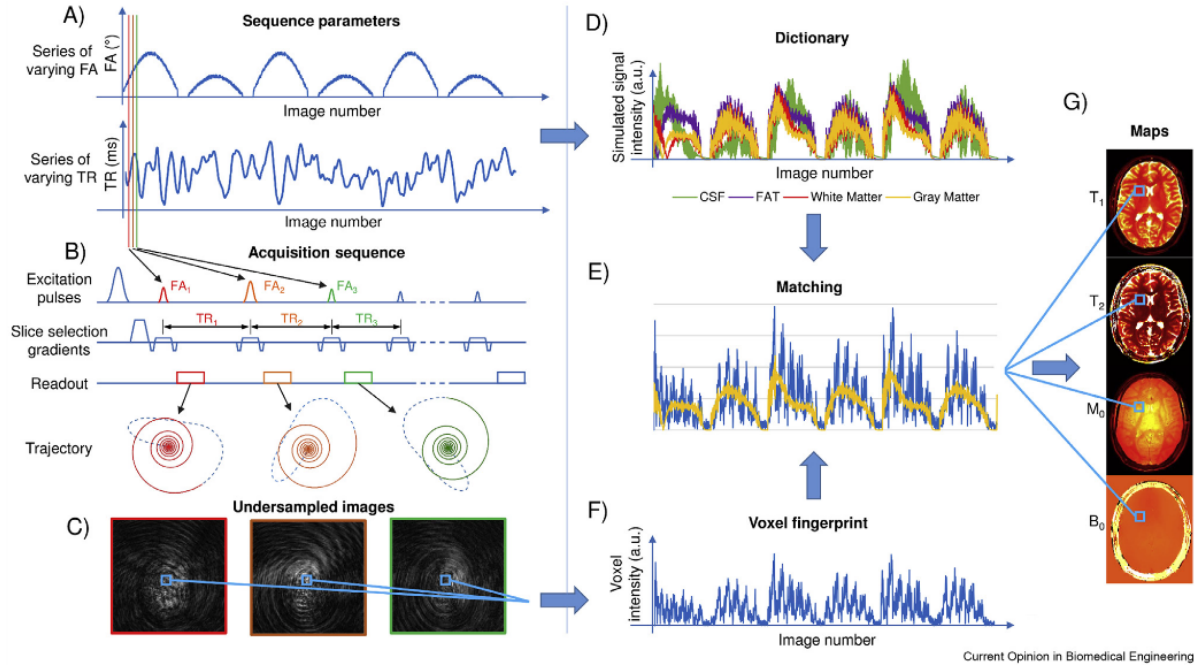 A)
Sequence parameters
Series of
varying FA
FA (°)
Image number
Series of
varying TR
TR (ms)
Image number
B)
Acquisition sequence
Excitation
pulses
FA1
FA2
FA3
Slice selection
gradients
TR1
TR2
TR3
Readout
Trajectory
C)
Undersampled images
D)
Dictionary
Simulated signal
intensity (a.u.)
Image number
CSF FAT White Matter Gray Matter
E)
Matching
F)
Voxel fingerprint
Voxel
intensity (a.u.)
Image number
G)
Maps
T1
T2
M0
B0
Current Opinion in Biomedical Engineering